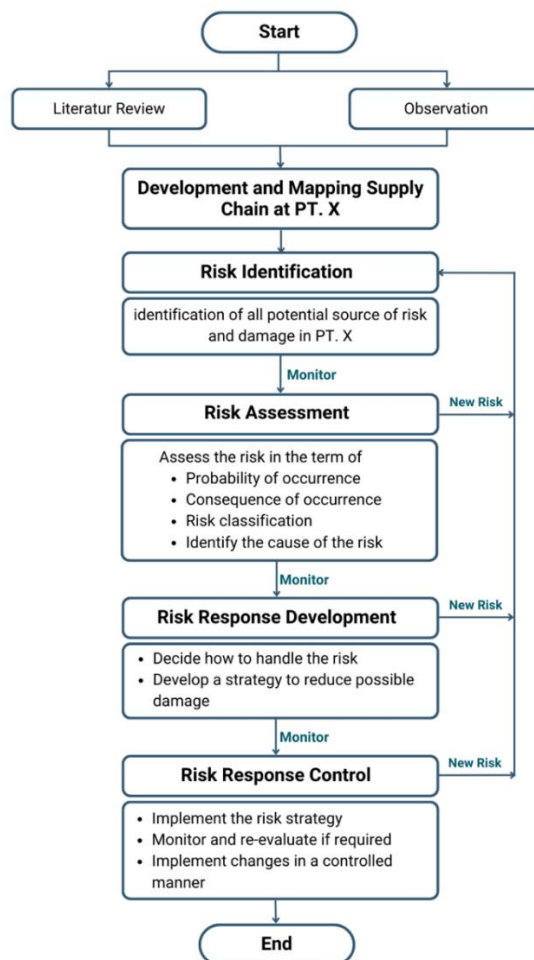 Start
Literatur Review
Observation
Development and Mapping Supply
Chain at PT. X
Risk Identification
identification of all potential source of risk
and damage in PT. X
Monitor
Risk Assessment
New Risk
Assess the risk in the term of
• Probability of occurrence
• Consequence of occurrence
• Risk classification
• Identify the cause of the risk
Monitor
Risk Response Development
New Risk
• Decide how to handle the risk
• Develop a strategy to reduce possible
damage
Monitor
Risk Response Control
New Risk
• Implement the risk strategy
• Monitor and re-evaluate if required
• Implement changes in a controlled
manner
End